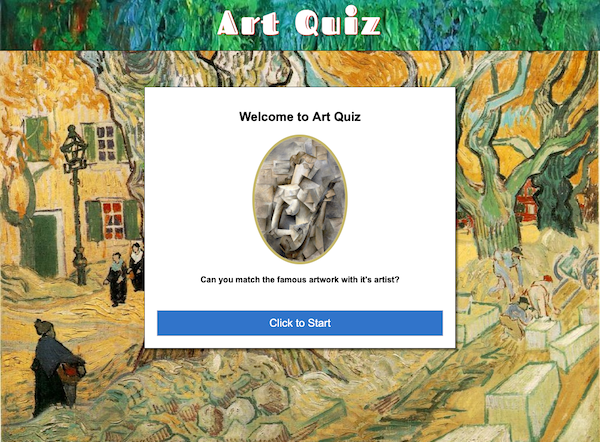 Art Quiz
Welcome to Art Quiz
Can you match the famous artwork with it's artist?
Click to Start